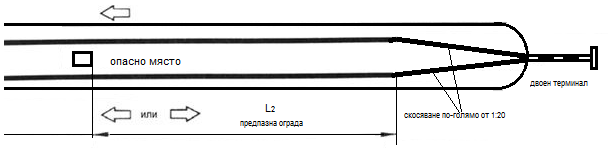 опасно място
двоен терминал
или
L2
предпазна ограда
скосяване по-голямо от 1:20